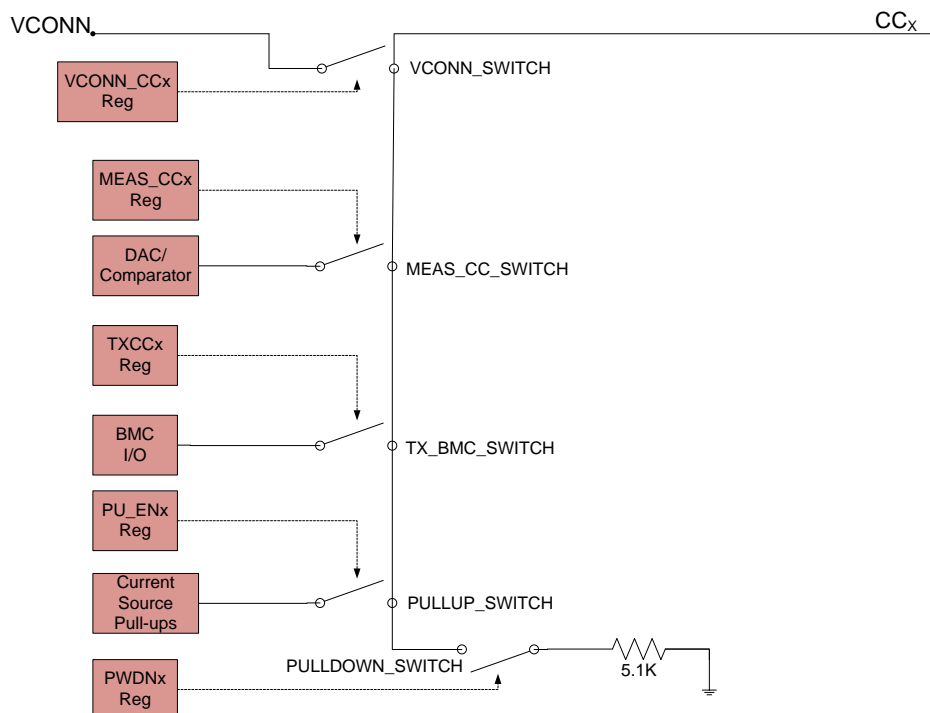 VCONN
CCX
VCONN_CCx
Reg
VCONN_SWITCH
MEAS_CCx
Reg
DAC/
Comparator
MEAS_CC_SWITCH
TXCCx
Reg
BMC
I/O
TX_BMC_SWITCH
PU_ENx
Reg
Current
Source
Pull-ups
PULLUP_SWITCH
PULLDOWN_SWITCH
5.1K
PWDNx
Reg